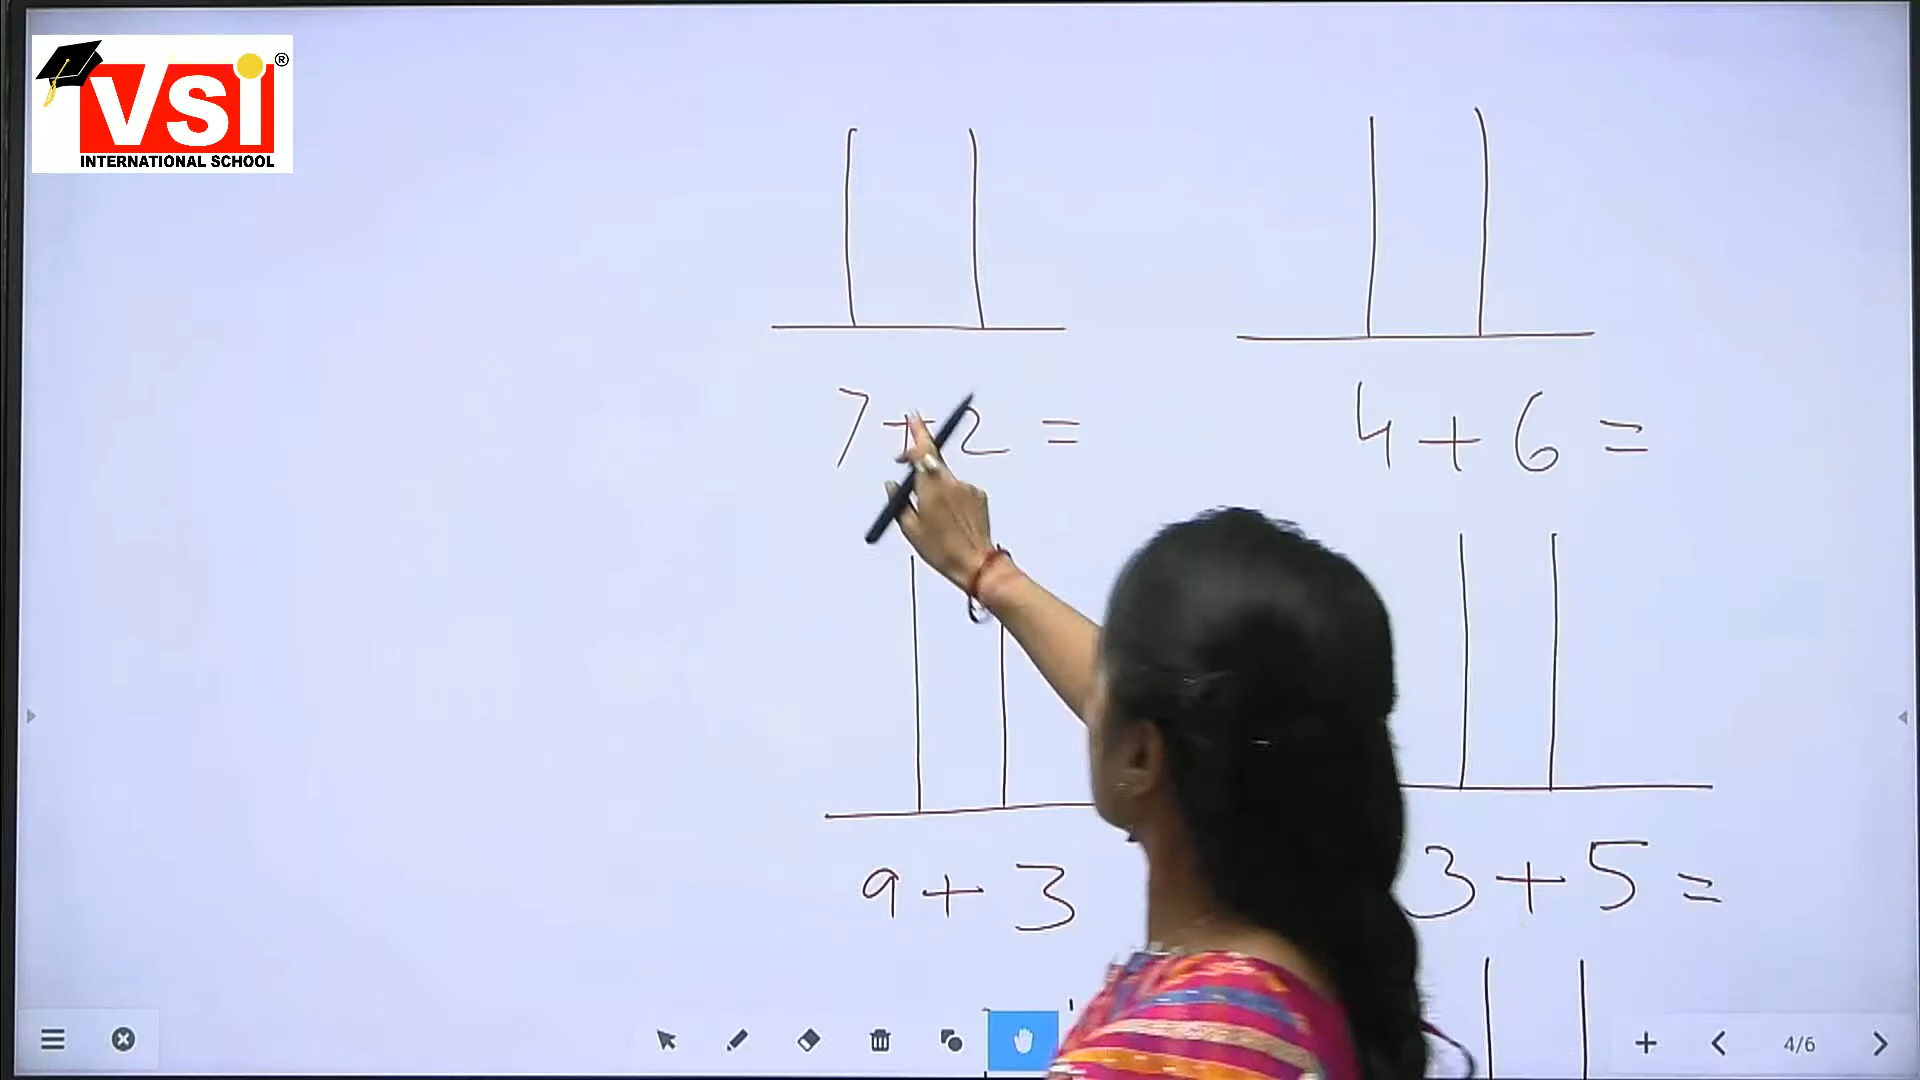 VSI ®
INTERNATIONAL SCHOOL
7+2=
4+6=
9+3
3+5=
4/6